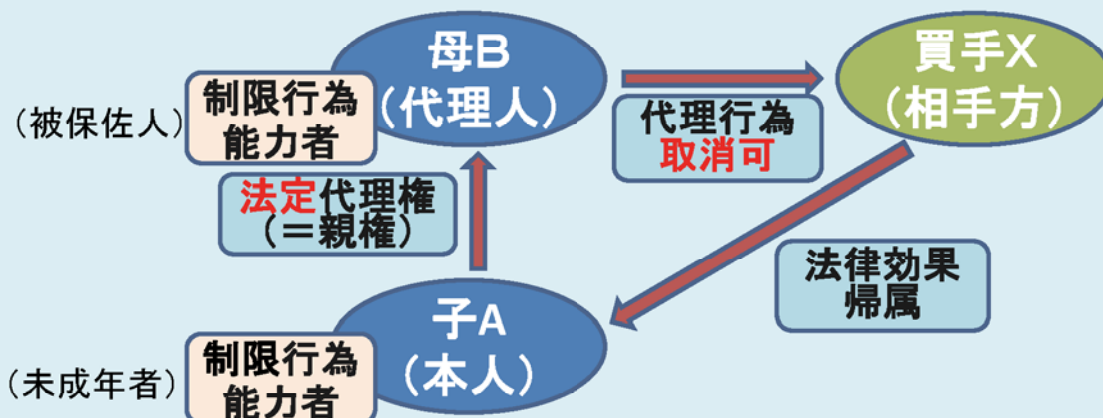 母B
(代理人)
制限行為
能力者
(被保佐人)
買手X
(相手方)
代理行為
取消可
法定代理権
(=親権)
法律効果
帰属
子A
(本人)
制限行為
能力者
(未成年者)